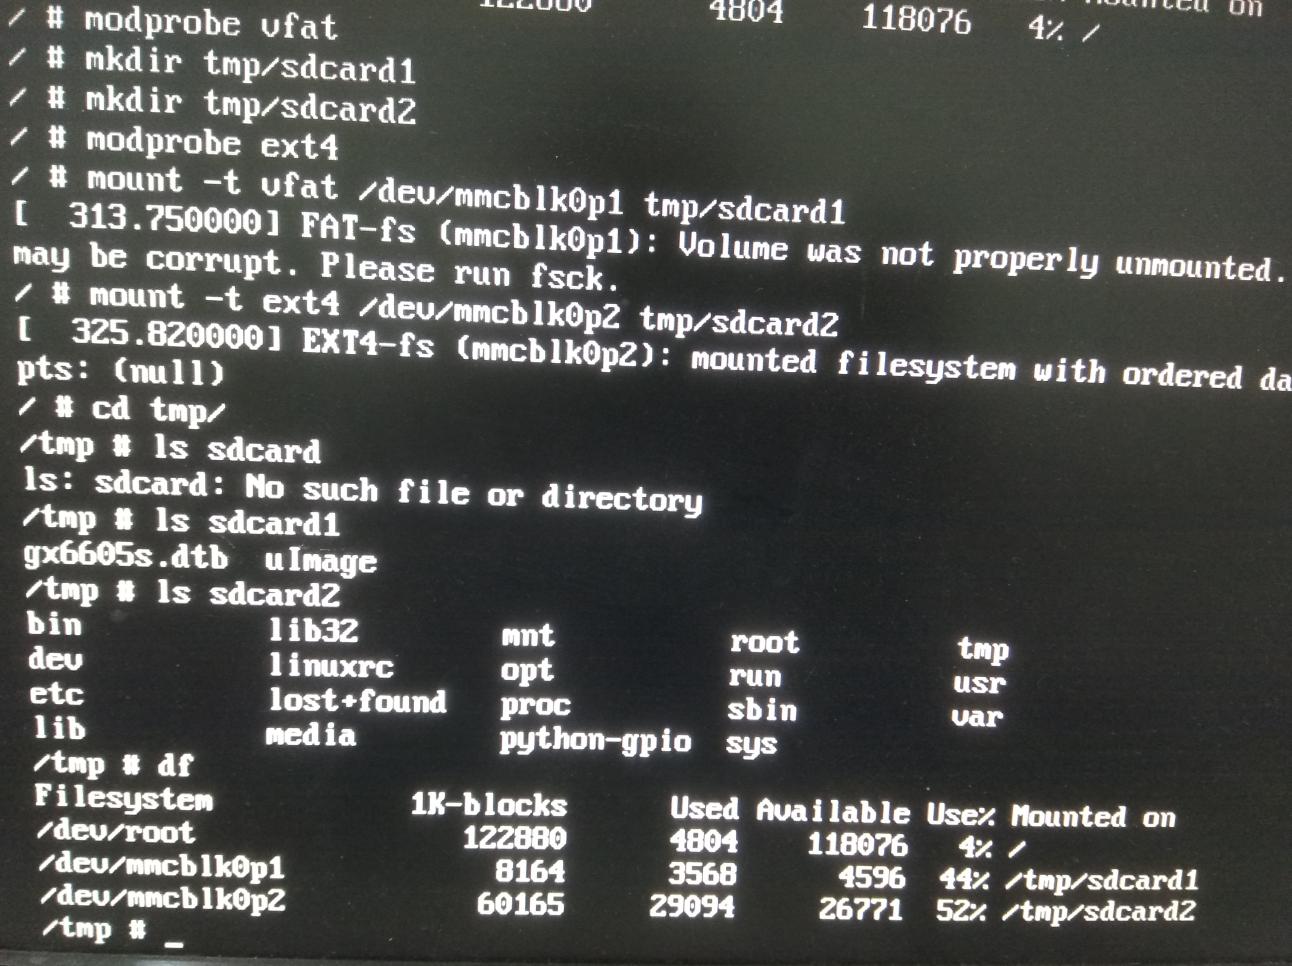 122880 4804 118076 4% /
Mounted on
/ # modprobe vfat
/ # mkdir tmp/sdcard1
/ # mkdir tmp/sdcard2
/ # modprobe ext4
/ # mount -t vfat /dev/mmcblk0p1 tmp/sdcard1
[  313.750000] FAT-fs (mmcblk0p1): Volume was not properly unmounted.
may be corrupt. Please run fsck.
/ # mount -t ext4 /dev/mmcblk0p2 tmp/sdcard2
[  325.820000] EXT4-fs (mmcblk0p2): mounted filesystem with ordered da
pts: (null)
/ # cd tmp/
/tmp # ls sdcard
ls: sdcard: No such file or directory
/tmp # ls sdcard1
gx6605s.dtb  uImage
/tmp # ls sdcard2
bin lib32 mnt root tmp
dev linuxrc opt run usr
etc lost+found proc sbin var
lib media python-gpio sys
/tmp # df
Filesystem 1K-blocks Used Available Use% Mounted on
/dev/root 122880 4804 118076 4% /
/dev/mmcblk0p1 8164 3568 4596 44% /tmp/sdcard1
/dev/mmcblk0p2 60165 29094 26771 52% /tmp/sdcard2
/tmp # _